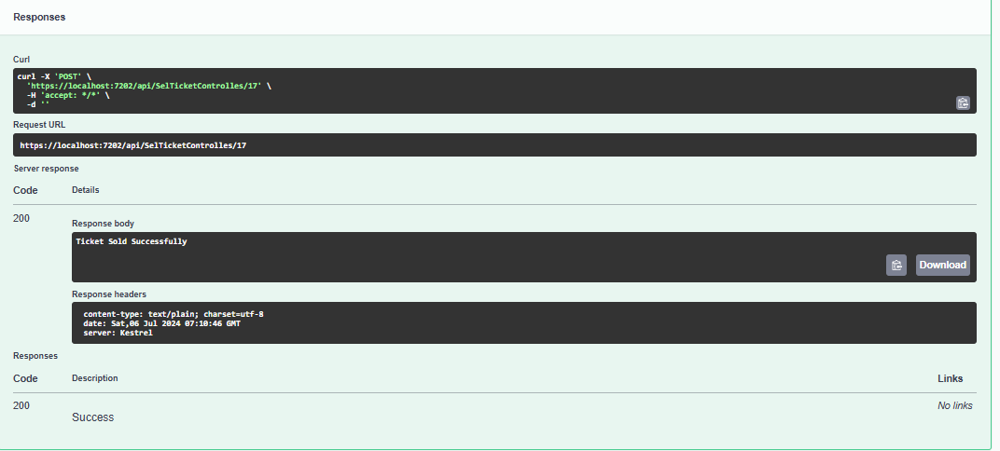 Responses
Curl
curl -X 'POST' \
'https://localhost:7202/api/SelTicketControlles/17' \
-H 'accept: */*' \
-d ''
Request URL
https://localhost:7202/api/SelTicketControlles/17
Server response
Code Details
200
Response body
Ticket Sold Successfully
Download
Response headers
content-type: text/plain; charset=utf-8
date: Sat,06 Jul 2024 07:10:46 GMT
server: Kestrel
Responses
Code Description Links
200 No links
Success